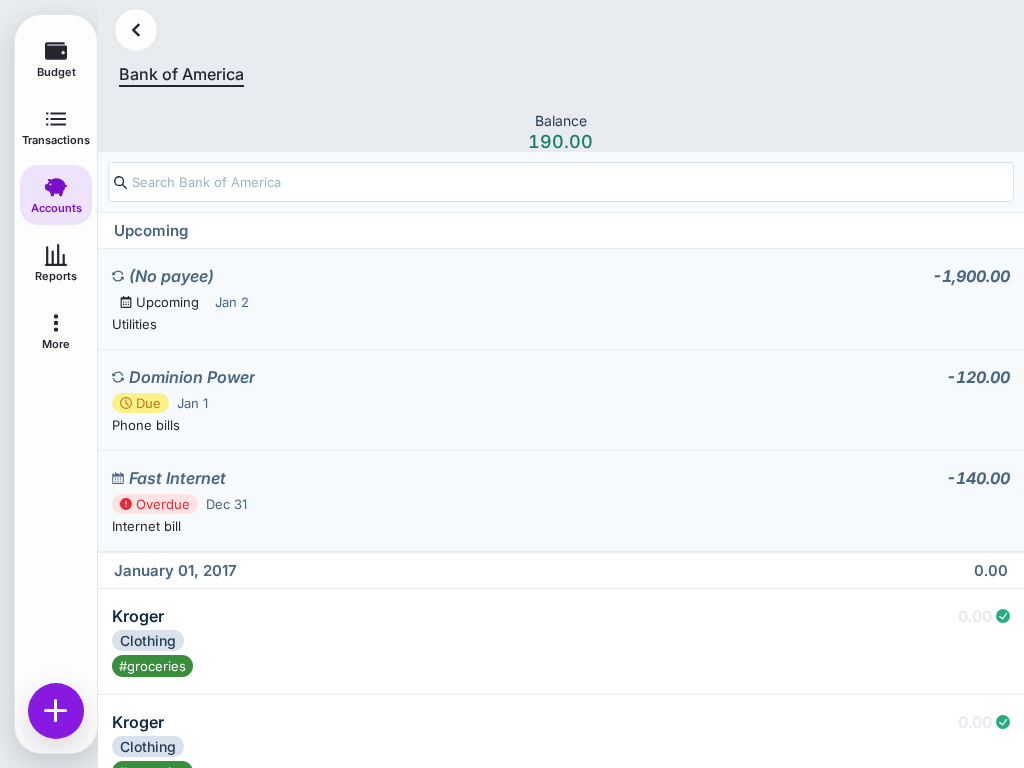 Budget
Transactions
Accounts
Reports
More
Bank of America
Balance
190.00
Search Bank of America
Upcoming
(No payee) -1,900.00
Upcoming Jan 2
Utilities
Dominion Power -120.00
Due Jan 1
Phone bills
Fast Internet -140.00
Overdue Dec 31
Internet bill
January 01, 2017 0.00
Kroger 0.00
Clothing
#groceries
Kroger 0.00
Clothing